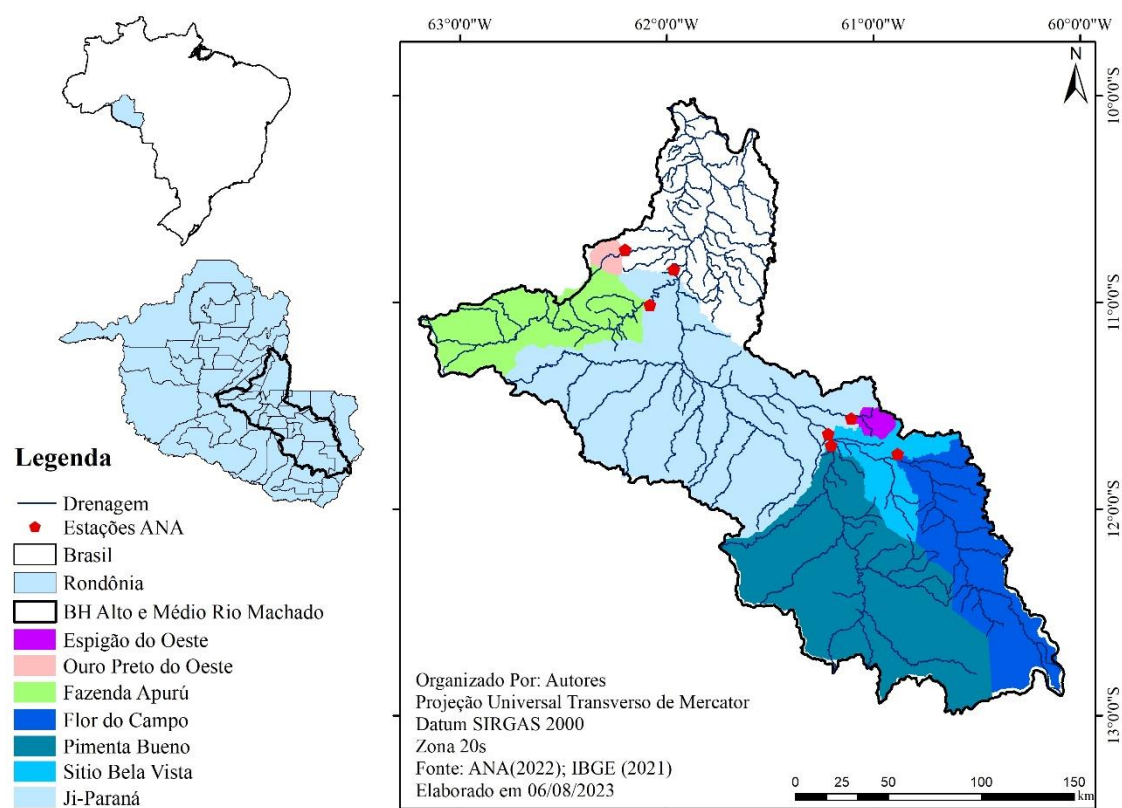 63°0'0"W
62°0'0"W
61°0'0"W
60°0'0"W
N
10°0'0"S
11°0'0"S
12°0'0"S
13°0'0"S
Legenda
Drenagem
Estações ANA
Brasil
Rondônia
BH Alto e Médio Rio Machado
Espigão do Oeste
Ouro Preto do Oeste
Fazenda Apurú
Flor do Campo
Pimenta Bueno
Sitio Bela Vista
Ji-Paraná
Organizado Por: Autores
Projeção Universal Transverso de Mercator
Datum SIRGAS 2000
Zona 20s
Fonte: ANA(2022); IBGE (2021)
Elaborado em 06/08/2023
0 25 50 100 150
km